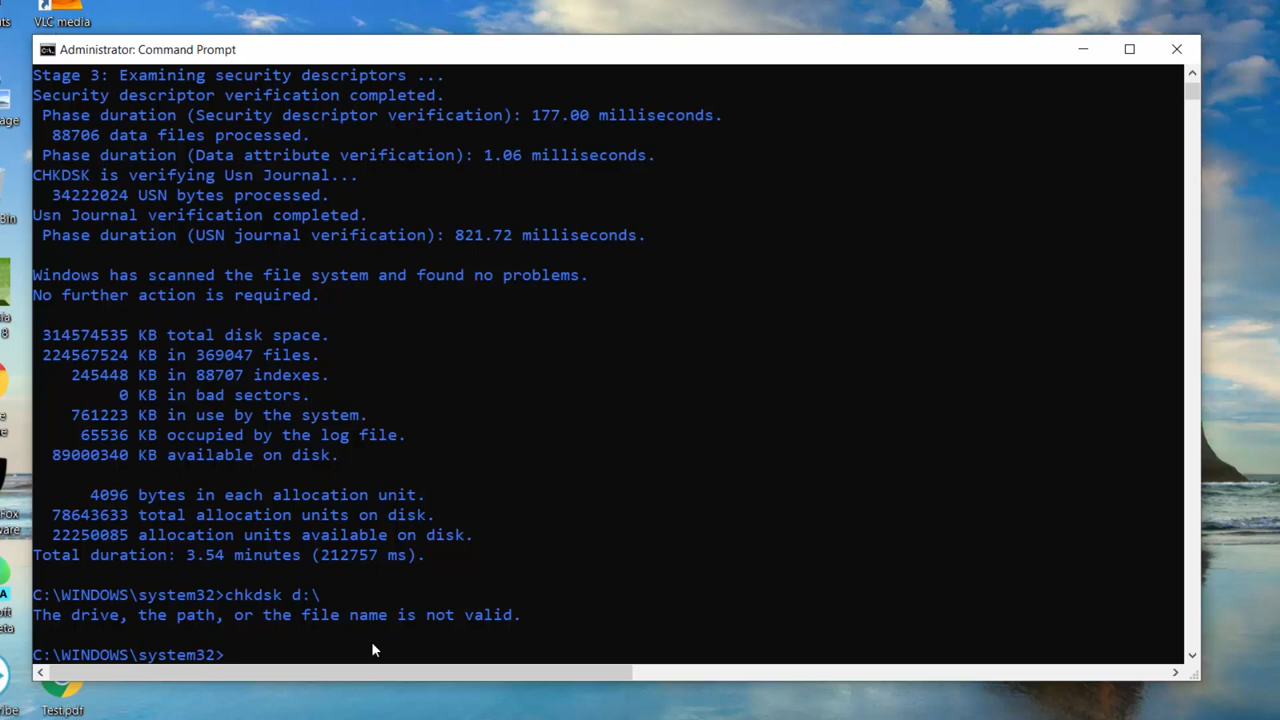 VLC media
Administrator: Command Prompt
Stage 3: Examining security descriptors ...
Security descriptor verification completed.
Phase duration (Security descriptor verification): 177.00 milliseconds.
88706 data files processed.
Phase duration (Data attribute verification): 1.06 milliseconds.
CHKDSK is verifying Usn Journal...
34222024 USN bytes processed.
Usn Journal verification completed.
Phase duration (USN journal verification): 821.72 milliseconds.
Windows has scanned the file system and found no problems.
No further action is required.
314574535 KB total disk space.
224567524 KB in 369047 files.
245448 KB in 88707 indexes.
0 KB in bad sectors.
761223 KB in use by the system.
65536 KB occupied by the log file.
89000340 KB available on disk.
4096 bytes in each allocation unit.
78643633 total allocation units on disk.
22250085 allocation units available on disk.
Total duration: 3.54 minutes (212757 ms).
C:\WINDOWS\system32>chkdsk d:\
The drive, the path, or the file name is not valid.
C:\WINDOWS\system32>
Test.pdf